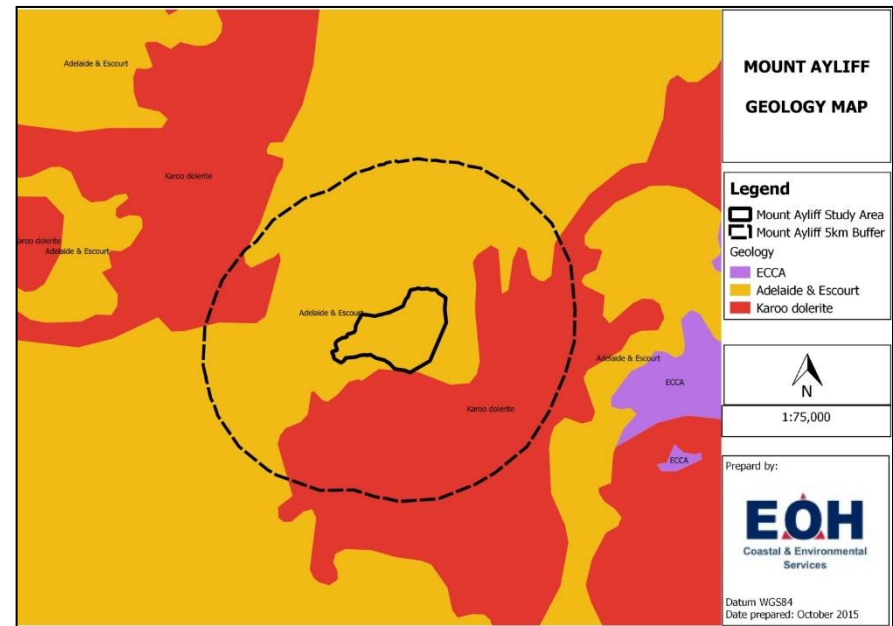 MOUNT AYLIFF
GEOLOGY MAP
Legend
Mount Ayliff Study Area
Mount Ayliff 5km Buffer
Geology
ECCA
Adelaide & Escourt
Karoo dolerite
N
1:75,000
Prepard by:
EOH
Coastal & Environmental
Services
Datum WGS84
Date prepared: October 2015
Adelaide & Escourt
Karoo dolerite
aroo dolerite
Adelaide & Escourt
Adelaide & Escourt
Adelaide & Escourt
ECCA
Karoo dolerite
ECCA